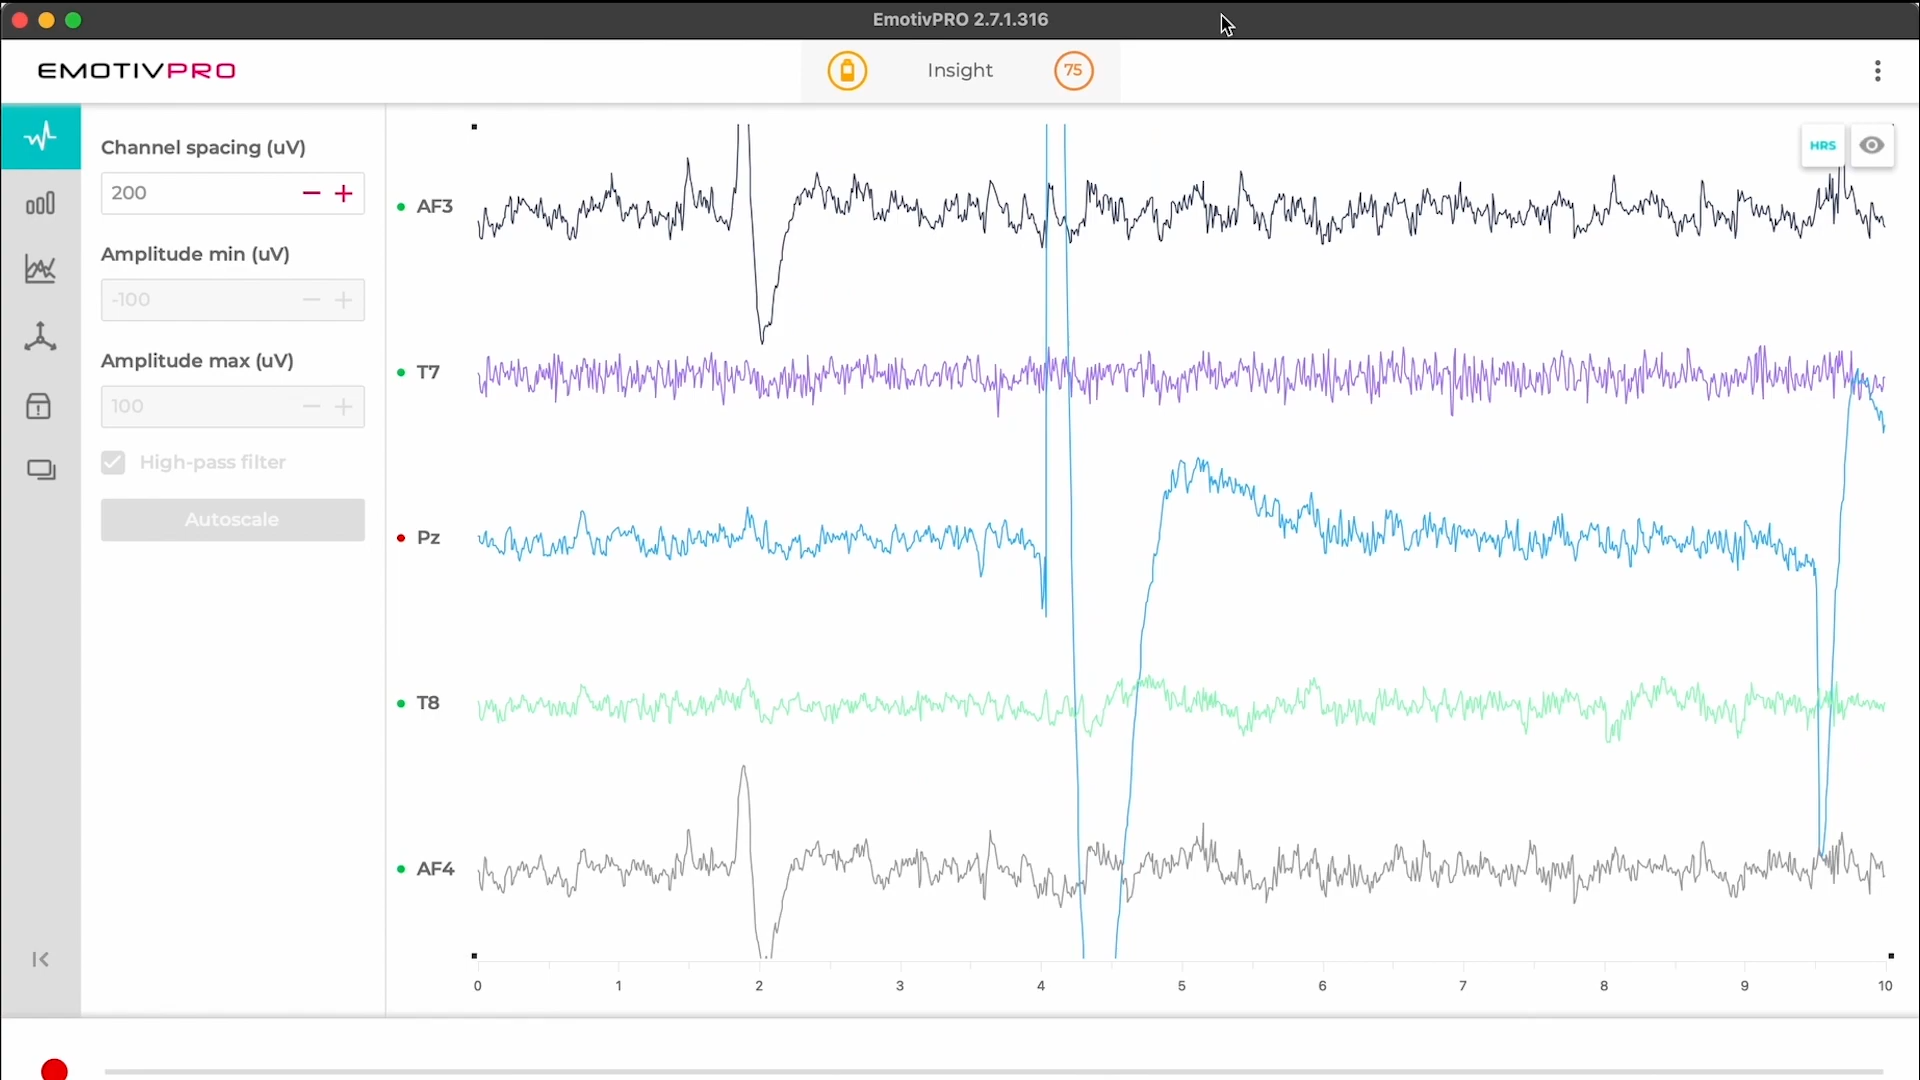 EmotivPRO 2.7.1.316
EMOTIVPRO
Insight
75
Channel spacing (uV)
200
Amplitude min (uV)
-100
Amplitude max (uV)
100
High-pass filter
Autoscale
HRS
AF3
T7
Pz
T8
AF4
0 1 2 3 4 5 6 7 8 9 10